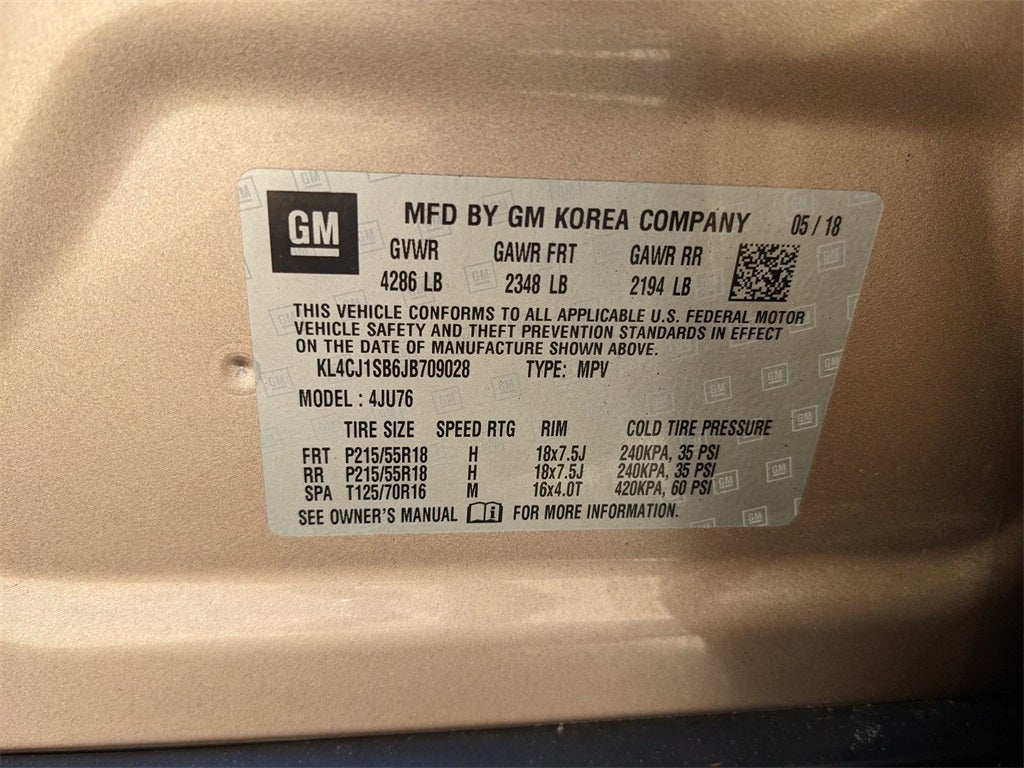 GM
MFD BY GM KOREA COMPANY 05 / 18
GVWR GAWR FRT GAWR RR
4286 LB 2348 LB 2194 LB
THIS VEHICLE CONFORMS TO ALL APPLICABLE U.S. FEDERAL MOTOR
VEHICLE SAFETY AND THEFT PREVENTION STANDARDS IN EFFECT
ON THE DATE OF MANUFACTURE SHOWN ABOVE.
KL4CJ1SB6JB709028 TYPE: MPV
MODEL : 4JU76
TIRE SIZE SPEED RTG RIM COLD TIRE PRESSURE
FRT P215/55R18 H 18x7.5J 240KPA, 35 PSI
RR P215/55R18 H 18x7.5J 240KPA, 35 PSI
SPA T125/70R16 M 16x4.0T 420KPA, 60 PSI
SEE OWNER'S MANUAL i FOR MORE INFORMATION.